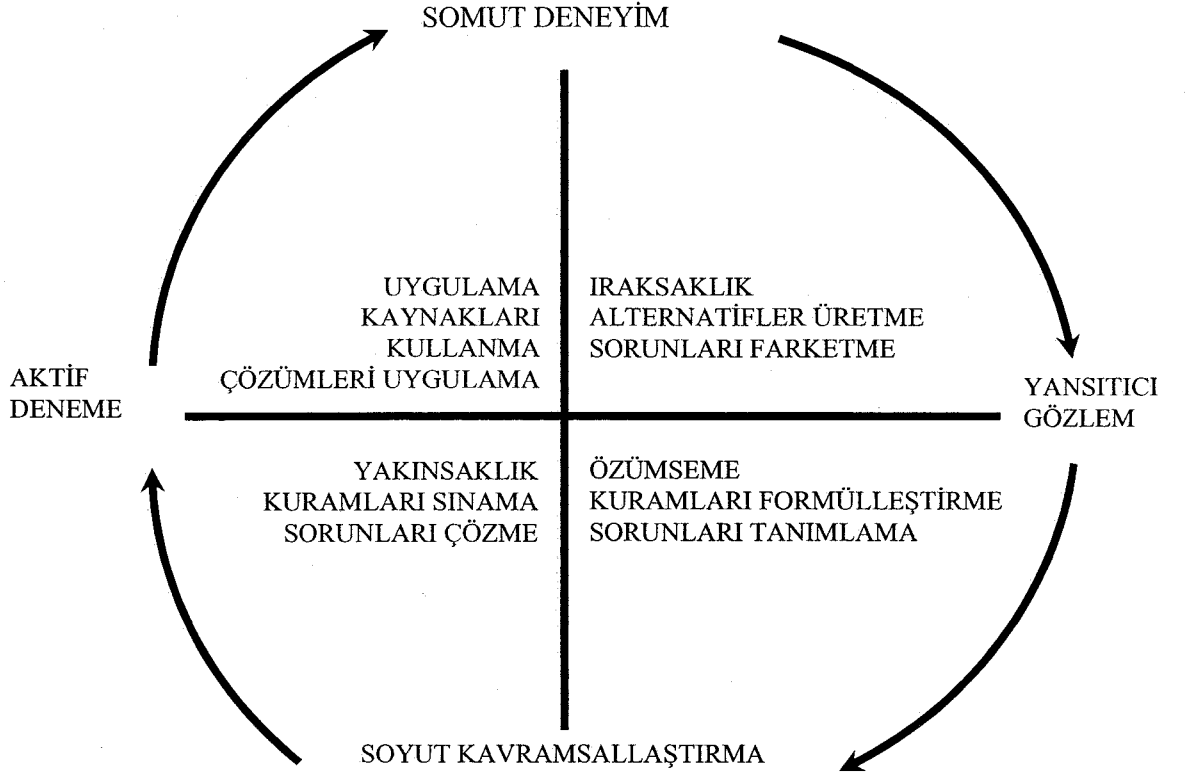 SOMUT DENEYİM
UYGULAMA
KAYNAKLARI
KULLANMA
ÇÖZÜMLERİ UYGULAMA
IRAKSAKLIK
ALTERNATİFLER ÜRETME
SORUNLARI FARKETME
AKTİF
DENEME
YANSITICI
GÖZLEM
YAKINSAKLIK
KURAMLARI SINAMA
SORUNLARI ÇÖZME
ÖZÜMSEME
KURAMLARI FORMÜLLEŞTİRME
SORUNLARI TANIMLAMA
SOYUT KAVRAMSALLAŞTIRMA